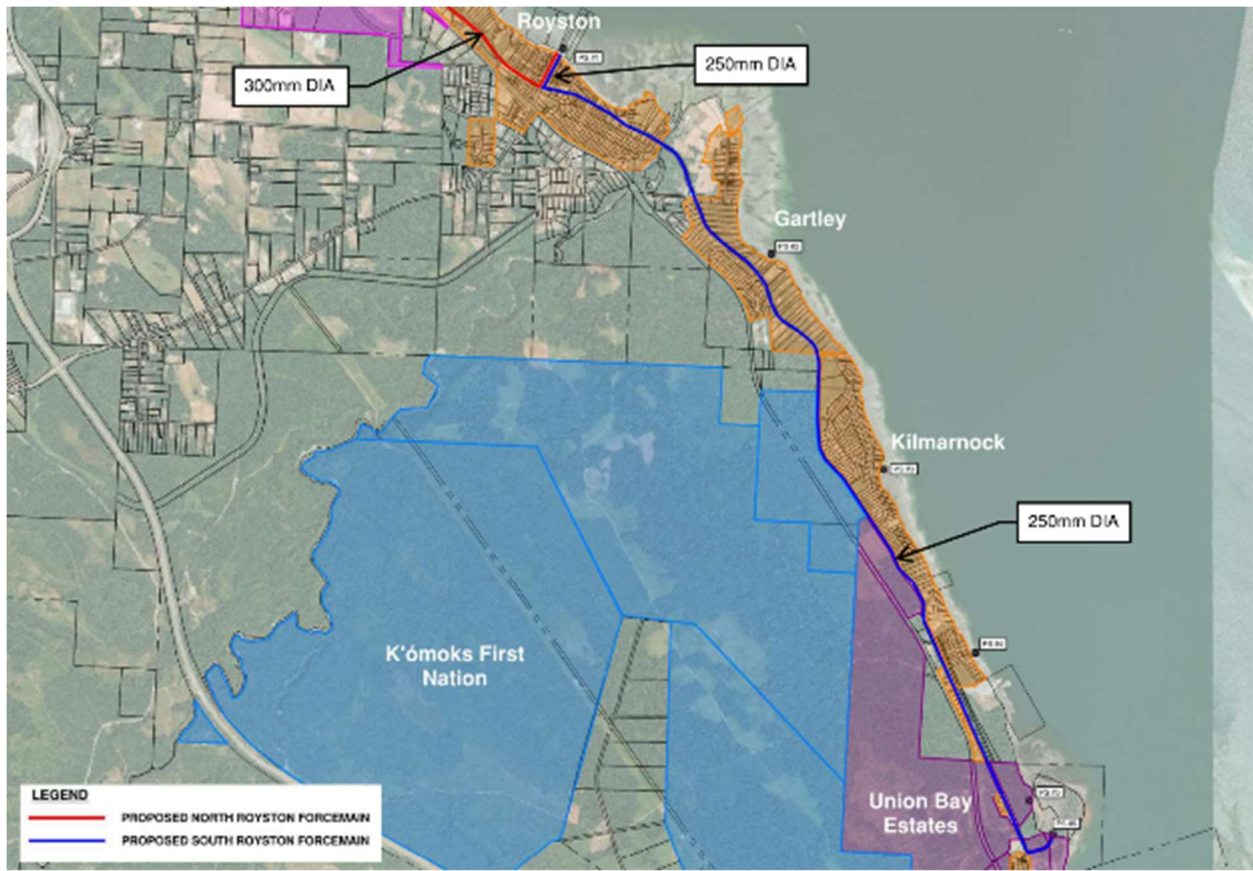 Royston
300mm DIA
250mm DIA
Gartley
Kilmarnock
250mm DIA
K'ómoks First
Nation
Union Bay
Estates
LEGEND
PROPOSED NORTH ROYSTON FORCEMAIN
PROPOSED SOUTH ROYSTON FORCEMAIN